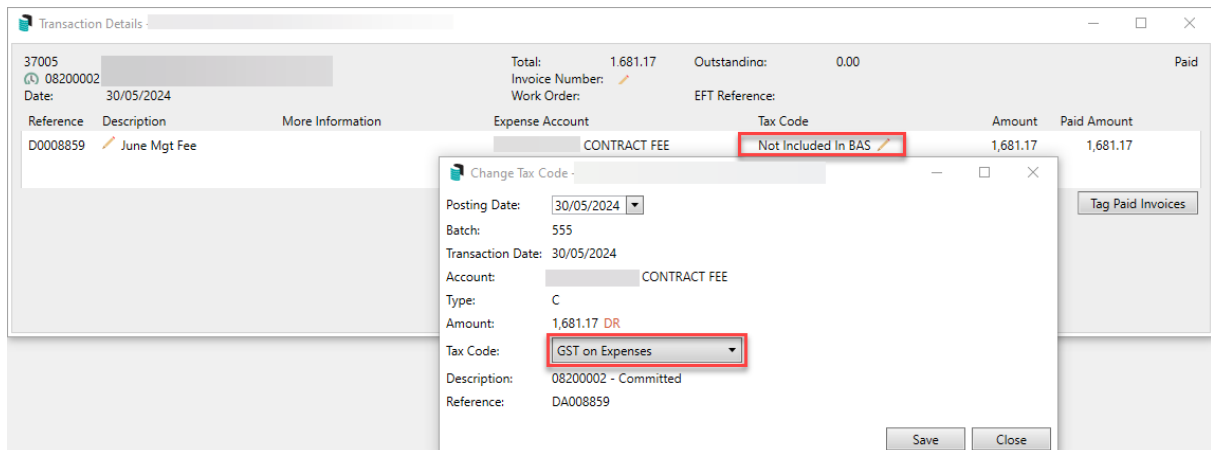 Transaction Details -
37005 Total: 1.681.17 Outstanding: 0.00 Paid
08200002 Invoice Number:
Date: 30/05/2024 Work Order: EFT Reference:
Reference Description More Information Expense Account Tax Code Amount Paid Amount
D0008859 June Mgt Fee CONTRACT FEE Not Included In BAS 1,681.17 1,681.17
Tag Paid Invoices
Change Tax Code -
Posting Date: 30/05/2024
Batch: 555
Transaction Date: 30/05/2024
Account: CONTRACT FEE
Type: C
Amount: 1,681.17 DR
Tax Code: GST on Expenses
Description: 08200002 - Committed
Reference: DA008859
Save Close